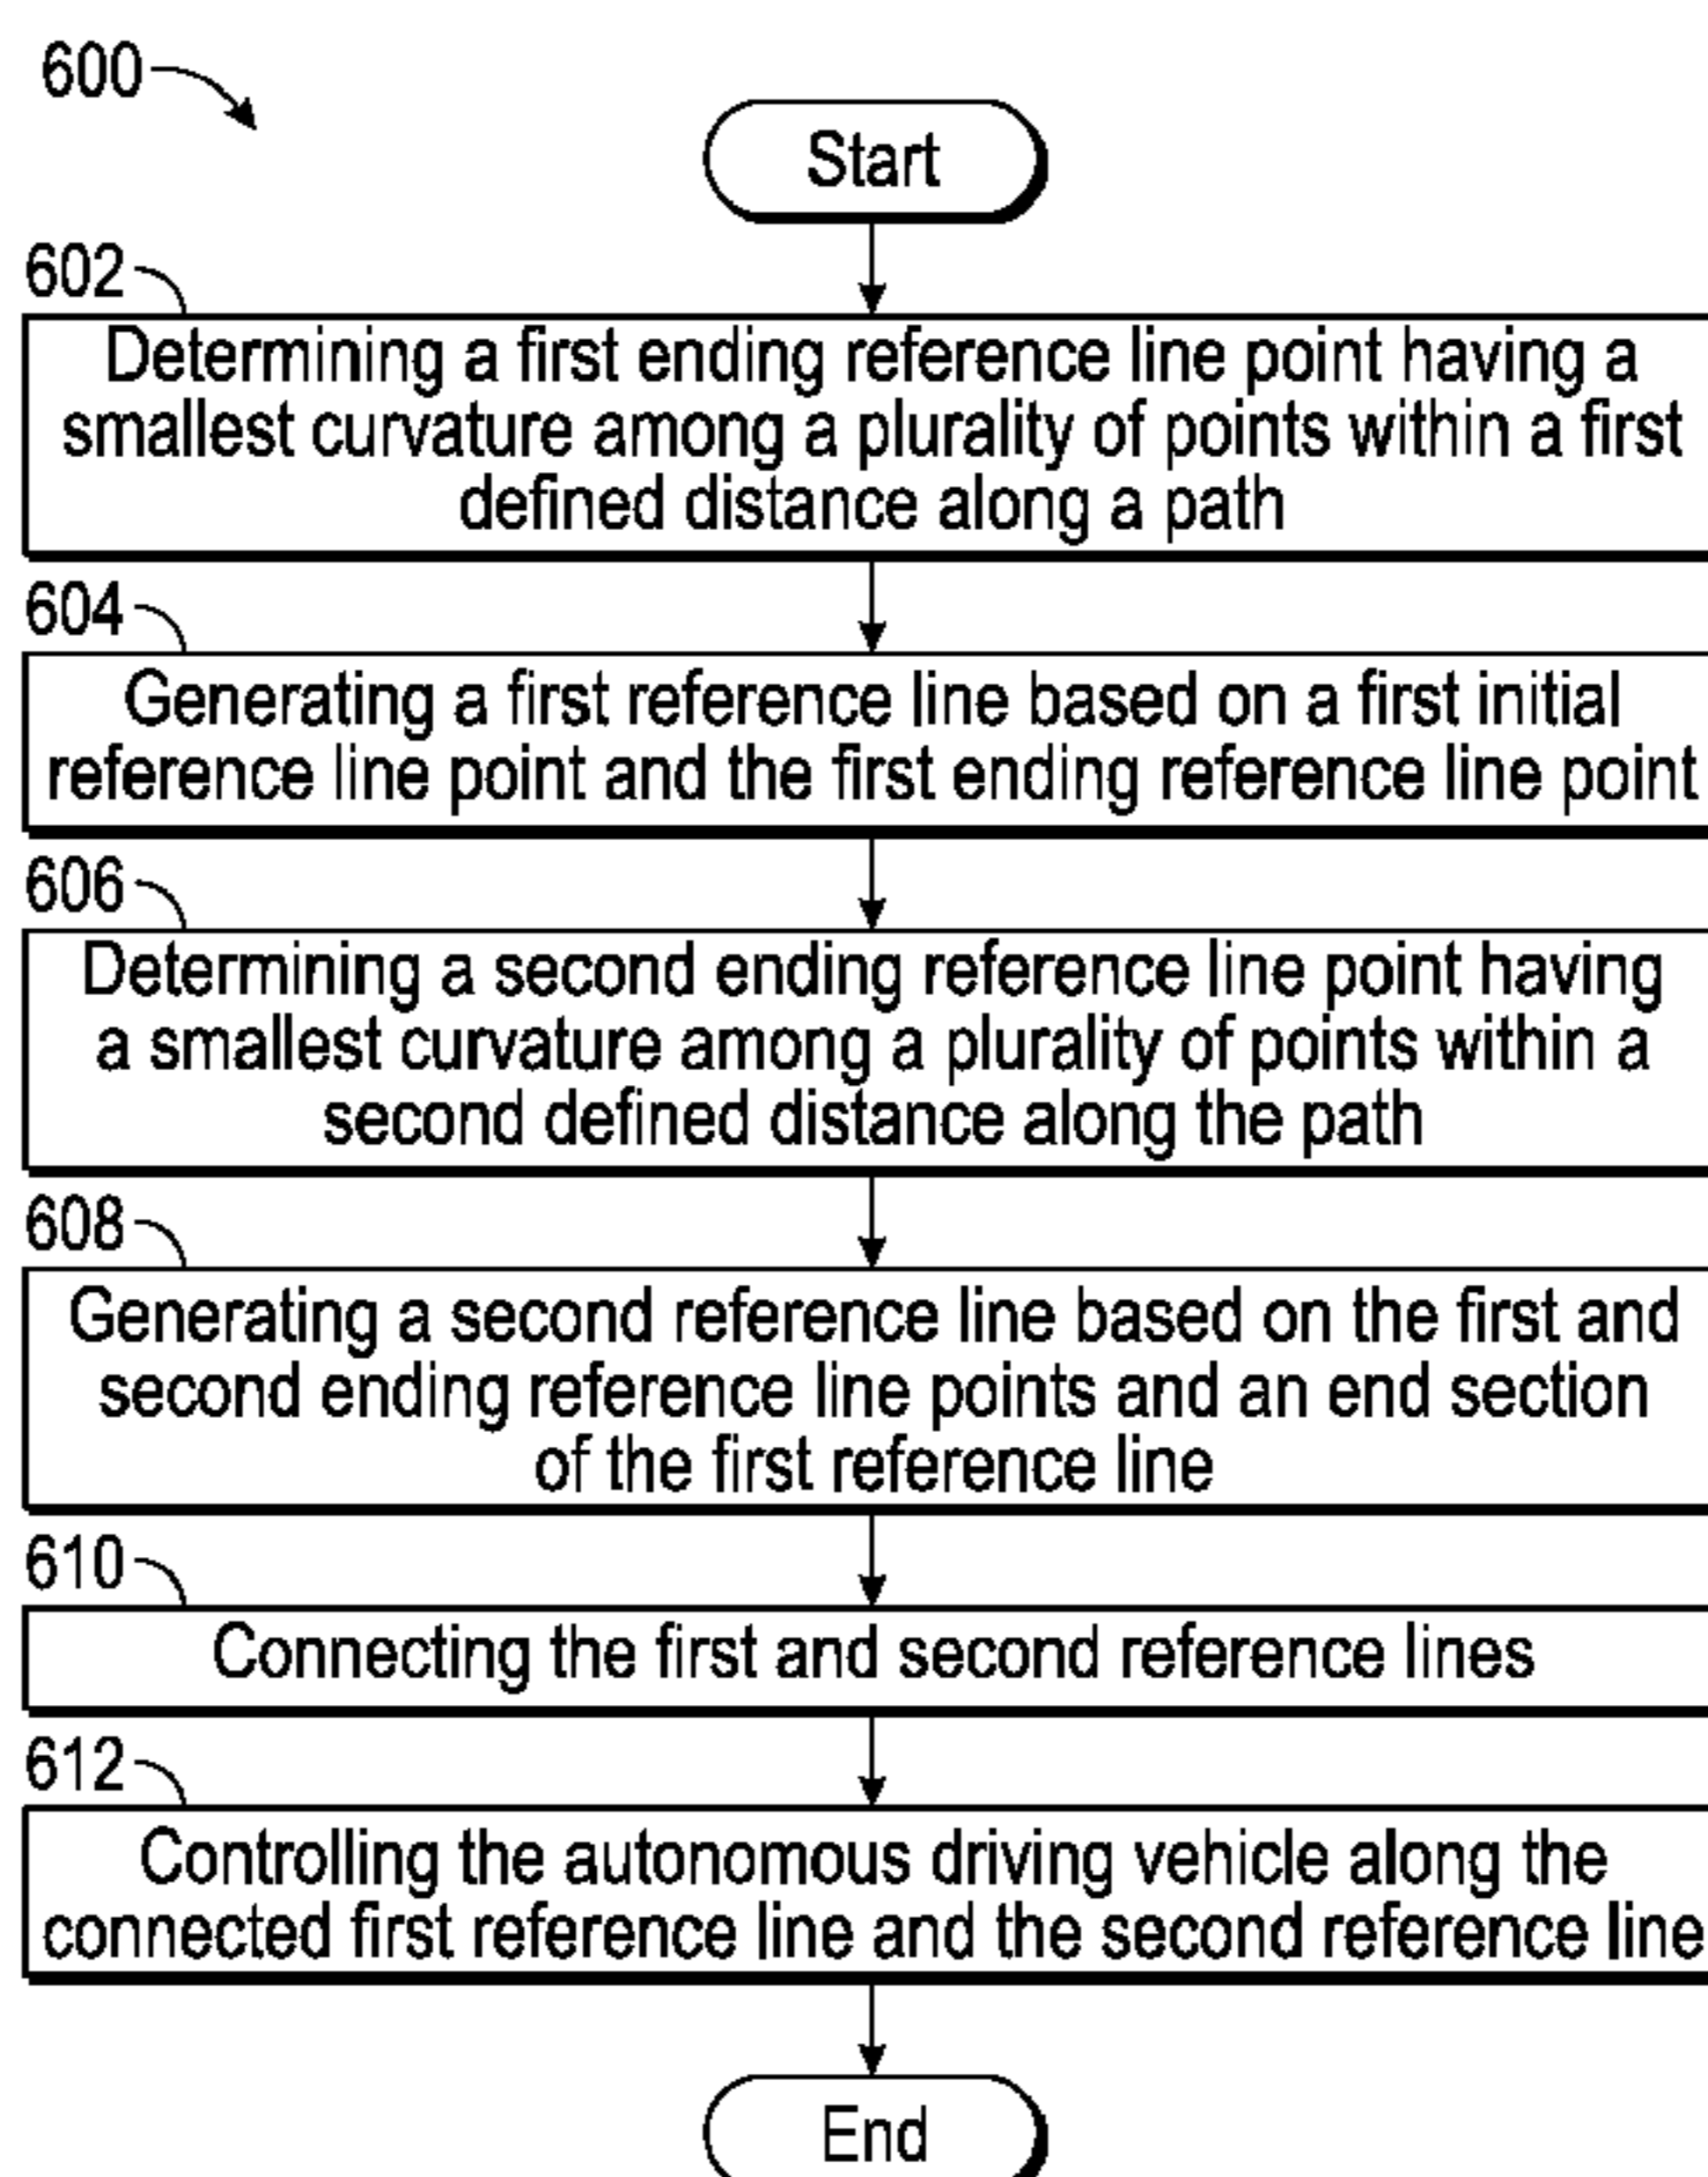 600
Start
602
Determining a first ending reference line point having a
smallest curvature among a plurality of points within a first
defined distance along a path
604
Generating a first reference line based on a first initial
reference line point and the first ending reference line point
606
Determining a second ending reference line point having
a smallest curvature among a plurality of points within a
second defined distance along the path
608
Generating a second reference line based on the first and
second ending reference line points and an end section
of the first reference line
610
Connecting the first and second reference lines
612
Controlling the autonomous driving vehicle along the
connected first reference line and the second reference line
End